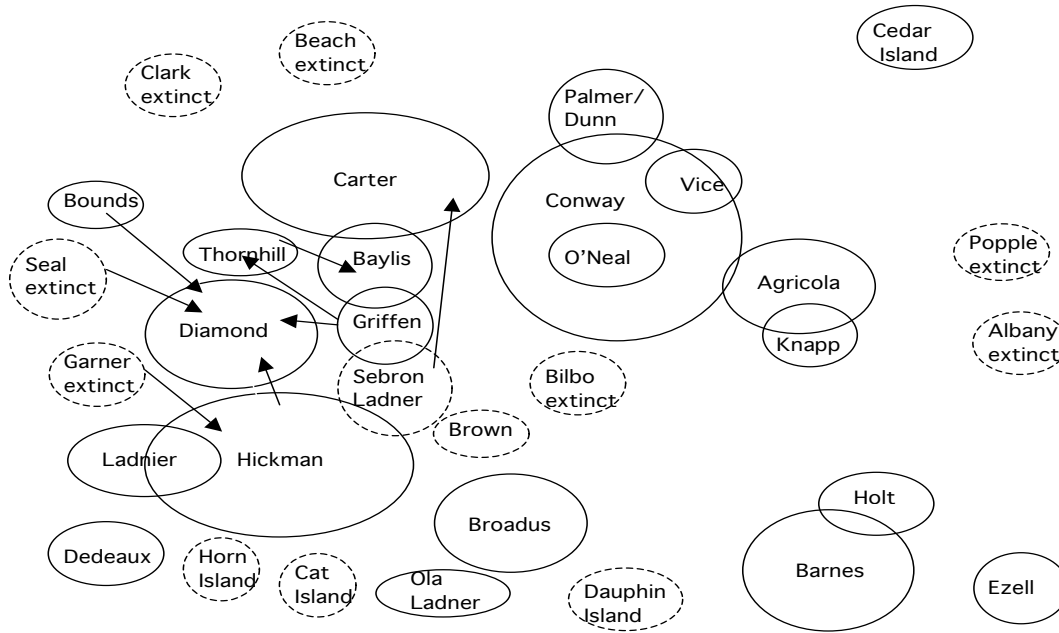 Cedar
Island
Beach
extinct
Clark
extinct
Palmer/
Dunn
Carter
Vice
Conway
Bounds
Thornhill
Baylis
O'Neal
Popple
extinct
Seal
extinct
Agricola
Diamond
Griffen
Knapp
Albany
extinct
Garner
extinct
Sebron
Ladner
Bilbo
extinct
Brown
Ladnier
Hickman
Holt
Broadus
Dedeaux
Horn
Island
Cat
Island
Ola
Ladner
Dauphin
Island
Barnes
Ezell